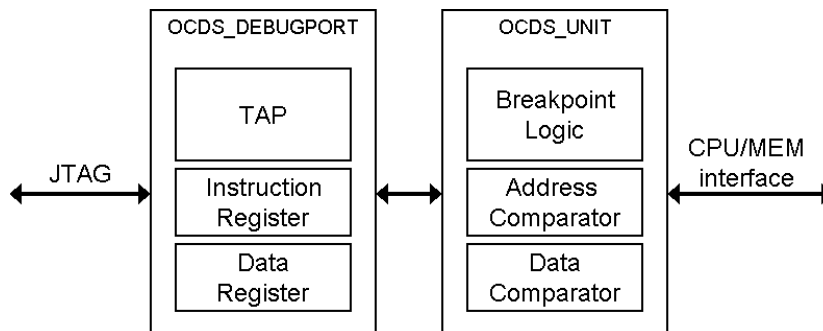 OCDS_DEBUGPORT
TAP
Instruction
Register
Data
Register
JTAG
OCDS_UNIT
Breakpoint
Logic
Address
Comparator
Data
Comparator
CPU/MEM
interface